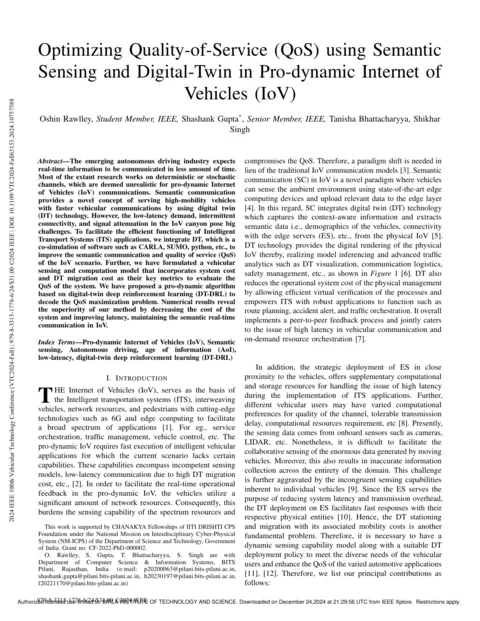 Optimizing Quality-of-Service (QoS) using Semantic
Sensing and Digital-Twin in Pro-dynamic Internet of
Vehicles (IoV)
Oshin Rawlley, Student Member, IEEE, Shashank Gupta*, Senior Member, IEEE, Tanisha Bhattacharyya, Shikhar
Singh
Abstract—The emerging autonomous driving industry expects
real-time information to be communicated in less amount of time.
Most of the extant research works on deterministic or stochastic
channels, which are deemed unrealistic for pro-dynamic Internet
of Vehicles (IoV) communications. Semantic communication
provides a novel concept of serving high-mobility vehicles
with faster vehicular communications by using digital twin
(DT) technology. However, the low-latency demand, intermittent
connectivity, and signal attenuation in the IoV canyon pose big
challenges. To facilitate the efficient functioning of Intelligent
Transport Systems (ITS) applications, we integrate DT, which is a
co-simulation of software such as CARLA, SUMO, python, etc., to
improve the semantic communication and quality of service (QoS)
of the IoV scenario. Further, we have formulated a vehicular
sensing and computation model that incorporates system cost
and DT migration cost as their key metrics to evaluate the
QoS of the system. We have proposed a pro-dynamic algorithm
based on digital-twin deep reinforcement learning (DT-DRL) to
decode the QoS maximization problem. Numerical results reveal
the superiority of our method by decreasing the cost of the
system and improving latency, maintaining the semantic real-time
communication in IoV.
Index Terms—Pro-dynamic Internet of Vehicles (IoV), Semantic
sensing, Autonomous driving, age of information (AoI),
low-latency, digital-twin deep reinforcement learning (DT-DRL)
I. INTRODUCTION
THE Internet of Vehicles (IoV), serves as the basis of
the Intelligent transportation systems (ITS), interweaving
vehicles, network resources, and pedestrians with cutting-edge
technologies such as 6G and edge computing to facilitate
a broad spectrum of applications [1]. For eg., service
orchestration, traffic management, vehicle control, etc. The
pro-dynamic IoV requires fast execution of intelligent vehicular
applications for which the current scenario lacks certain
capabilities. These capabilities encompass incompetent sensing
models, low-latency communication due to high DT migration
cost, etc., [2]. In order to facilitate the real-time operational
feedback in the pro-dynamic IoV, the vehicles utilize a
significant amount of network resources. Consequently, this
burdens the sensing capability of the spectrum resources and
This work is supported by CHANAKYA Fellowships of IITI DRISHTI CPS
Foundation under the National Mission on Interdisciplinary Cyber-Physical
System (NM-ICPS) of the Department of Science and Technology, Government
of India. Grant no: CF-2022-PhD-000002.
O. Rawlley, S. Gupta, T. Bhattacharyya, S. Singh are with
Department of Computer Science & Information Systems, BITS
Pilani, Rajasthan, India. (e-mail: p20200063@pilani.bits-pilani.ac.in,
shashank.gupta@pilani.bits-pilani.ac.in, h20230197@pilani.bits-pilani.ac.in,
f20221170@pilani.bits-pilani.ac.in)
compromises the QoS. Therefore, a paradigm shift is needed in
lieu of the traditional IoV communication models [3]. Semantic
communication (SC) in IoV is a novel paradigm where vehicles
can sense the ambient environment using state-of-the-art edge
computing devices and upload relevant data to the edge layer
[4]. In this regard, SC integrates digital twin (DT) technology
which captures the context-aware information and extracts
semantic data i.e., demographics of the vehicles, connectivity
with the edge servers (ES), etc., from the physical IoV [5].
DT technology provides the digital rendering of the physical
IoV thereby, realizing model inferencing and advanced traffic
analytics such as DT visualization, communication logistics,
safety management, etc., as shown in Figure 1 [6]. DT also
reduces the operational system cost of the physical management
by allowing efficient virtual verification of the processes and
empowers ITS with robust applications to function such as
route planning, accident alert, and traffic orchestration. It overall
implements a peer-to-peer feedback process and jointly caters
to the issue of high latency in vehicular communication and
on-demand resource orchestration [7].
In addition, the strategic deployment of ES in close
proximity to the vehicles, offers supplementary computational
and storage resources for handling the issue of high latency
during the implementation of ITS applications. Further,
different vehicular users may have varied computational
preferences for quality of the channel, tolerable transmission
delay, computational resources requirement, etc [8]. Presently,
the sensing data comes from onboard sensors such as cameras,
LIDAR, etc. Nonetheless, it is difficult to facilitate the
collaborative sensing of the enormous data generated by moving
vehicles. Moreover, this also results in inaccurate information
collection across the entirety of the domain. This challenge
is further aggravated by the incongruent sensing capabilities
inherent to individual vehicles [9]. Since the ES serves the
purpose of reducing system latency and transmission overhead,
the DT deployment on ES facilitates fast responses with their
respective physical entities [10]. Hence, the DT stationing
and migration with its associated mobility costs is another
fundamental problem. Therefore, it is necessary to have a
dynamic sensing capability model along with a suitable DT
deployment policy to meet the diverse needs of the vehicular
users and enhance the QoS of the varied automotive applications
[11], [12]. Therefore, we list our principal contributions as
follows:
2024 IEEE 100th Vehicular Technology Conference (VTC2024-Fall) | 979-8-3315-1778-6/24/$31.00 ©2024 IEEE | DOI: 10.1109/VTC2024-Fall63153.2024.10757588
OF TECHNOLOGY AND SCIENCE. Downloaded on December 24,2024 at 21:29:56 UTC from IEEE Xplore. Restrictions apply.